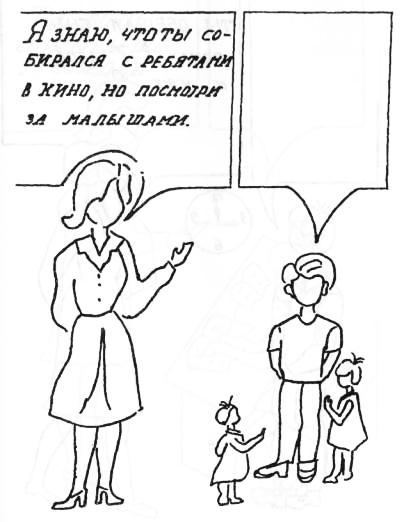 Я ЗНАЮ, ЧТО ТЫ СО-
БИРАЛСЯ С РЕБЯТАМИ
В КИНО, НО ПОСМОТРИ
ЗА МАЛЫШАМИ.